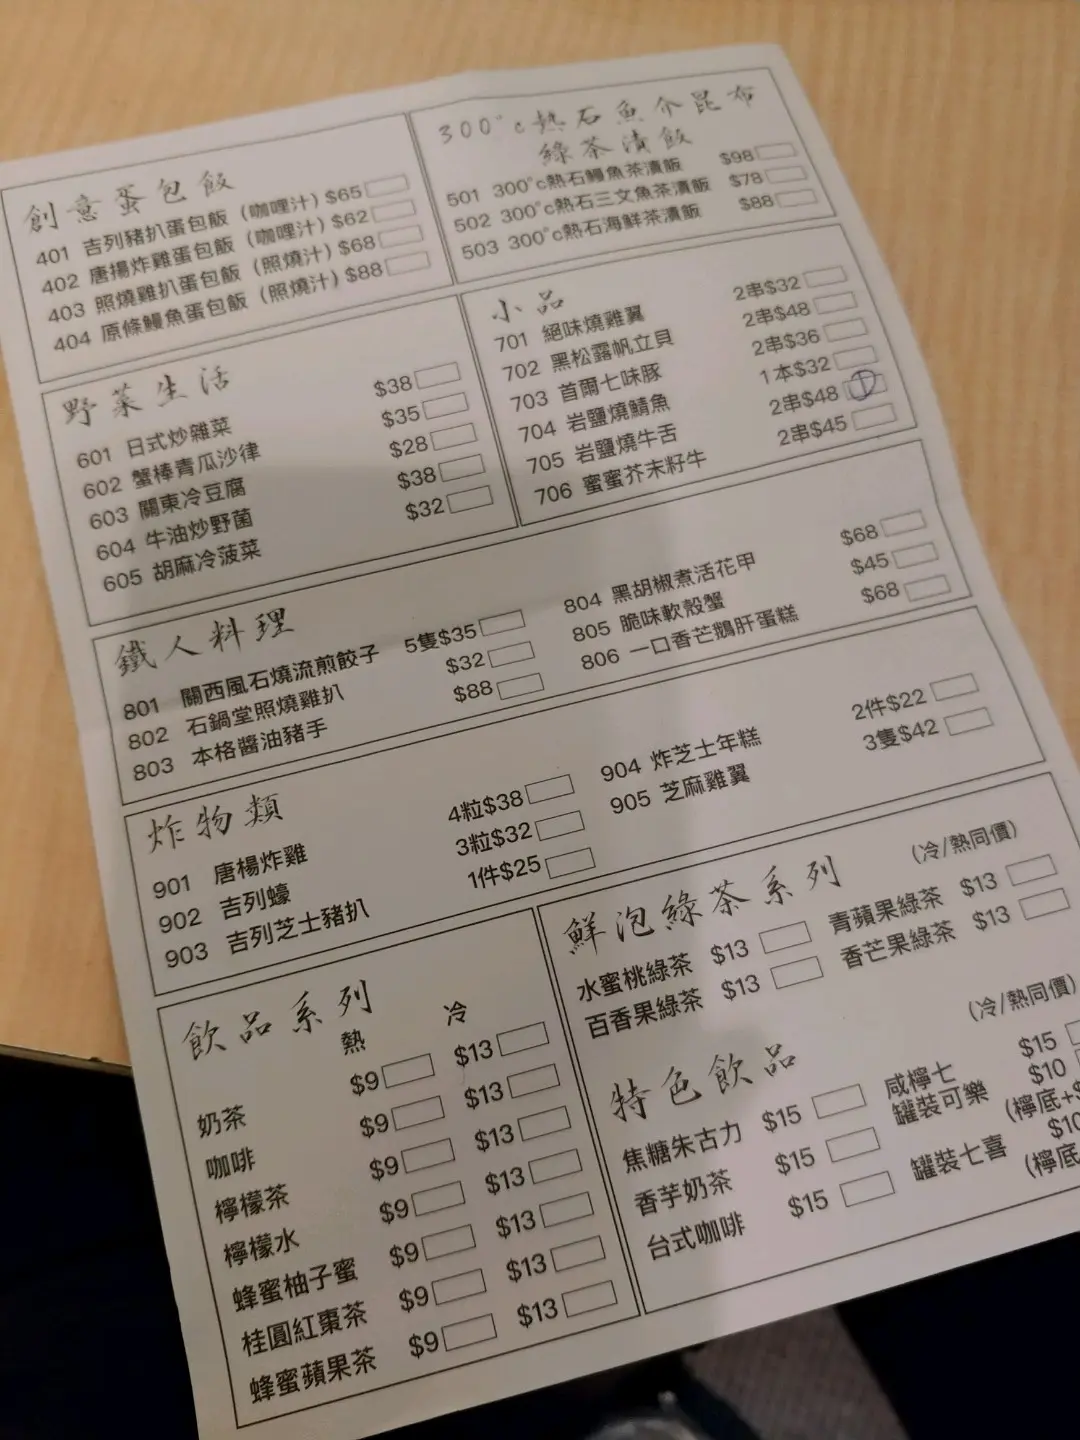 創意蛋包飯
401 吉列豬扒蛋包飯（咖哩汁）$65
402 唐揚炸雞蛋包飯（咖哩汁）$62
403 照燒雞扒蛋包飯（照燒汁）$68
404 原條鰻魚蛋包飯（照燒汁）$88
300°c熱石魚介昆布
綠茶漬飯
501 300°c熱石鰻魚茶漬飯 $98
502 300°c熱石三文魚茶漬飯 $78
503 300°c熱石海鮮茶漬飯 $88
野菜生活
601 日式炒雜菜 $38
602 蟹棒青瓜沙律 $35
603 關東冷豆腐 $28
604 牛油炒野菌 $38
605 胡麻冷菠菜 $32
小品
701 絕味燒雞翼 2串$32
702 黑松露帆立貝 2串$48
703 首爾七味豚 2串$36
704 岩鹽燒鯖魚 1本$32
705 岩鹽燒牛舌 2串$48 1
706 蜜蜜芥末籽牛 2串$45
鐵人料理
801 關西風石燒流煎餃子 5隻$35
802 石鍋堂照燒雞扒 $32
803 本格醬油豬手 $88
804 黑胡椒煮活花甲 $68
805 脆味軟殼蟹 $45
806 一口香芒鵝肝蛋糕 $68
炸物類
901 唐楊炸雞 4粒$38
902 吉列蠔 3粒$32
903 吉列芝士豬扒 1件$25
904 炸芝士年糕 2件$22
905 芝麻雞翼 3隻$42
飲品系列
熱 冷
奶茶 $9 $13
咖啡 $9 $13
檸檬茶 $9 $13
檸檬水 $9 $13
蜂蜜柚子蜜 $9 $13
桂圓紅棗茶 $9 $13
蜂蜜蘋果茶 $9 $13
鮮泡綠茶系列
（冷/熱同價）
水蜜桃綠茶 $13 青蘋果綠茶 $13
百香果綠茶 $13 香芒果綠茶 $13
特色飲品
（冷/熱同價）
焦糖朱古力 $15 咸檸七 $15
香芋奶茶 $15 罐裝可樂 $10
(檸底+$
台式咖啡 $15 罐裝七喜 $10
(檸底